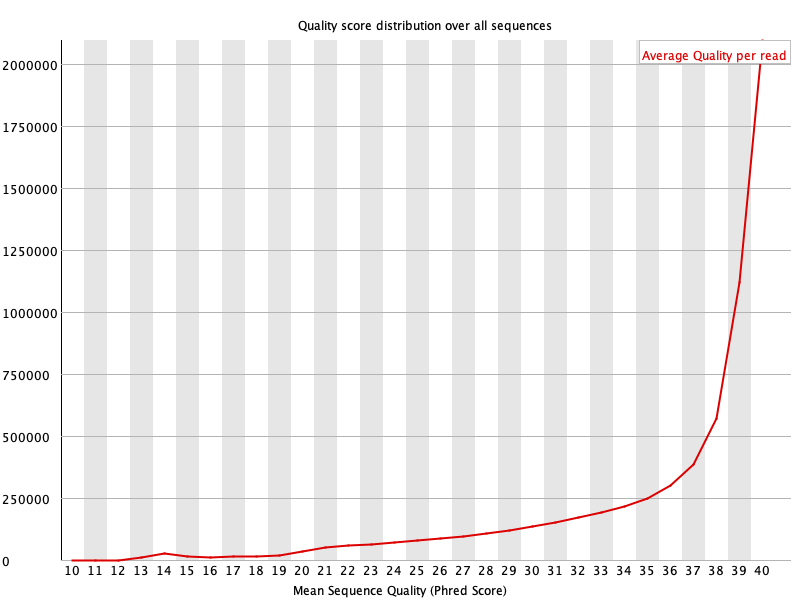 Quality score distribution over all sequences
Average Quality per read
2000000
1750000
1500000
1250000
1000000
750000
500000
250000
0
10 11 12 13 14 15 16 17 18 19 20 21 22 23 24 25 26 27 28 29 30 31 32 33 34 35 36 37 38 39 40
Mean Sequence Quality (Phred Score)